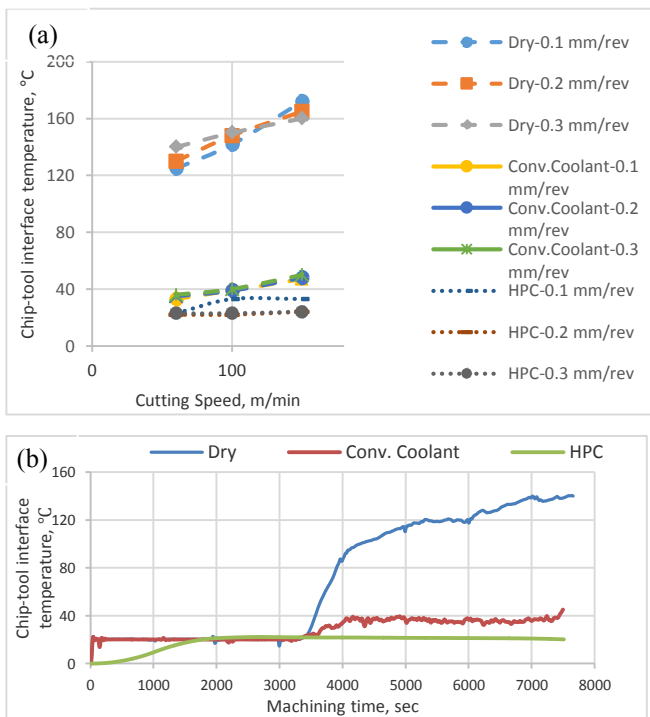 (a)
200
160
120
80
40
0
Chip-tool interface temperature, °C
0
100
Cutting Speed, m/min
Dry-0.1 mm/rev
Dry-0.2 mm/rev
Dry-0.3 mm/rev
Conv.Coolant-0.1
mm/rev
Conv.Coolant-0.2
mm/rev
Conv.Coolant-0.3
mm/rev
HPC-0.1 mm/rev
HPC-0.2 mm/rev
HPC-0.3 mm/rev
(b)
Dry
Conv. Coolant
HPC
160
120
80
40
0
Chip-tool interface
temperature, °C
0
1000
2000
3000
4000
5000
6000
7000
8000
Machining time, sec